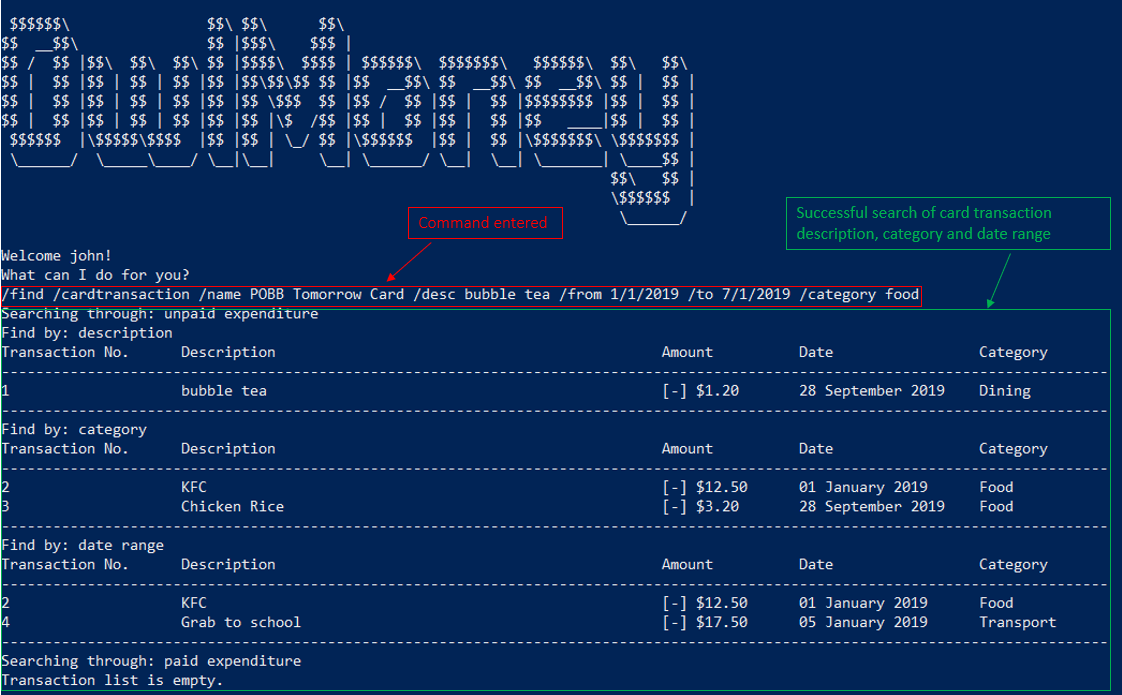 $$$$$$\                $$\ $$\      $$\
$$  __$$\               $$ |$$$\    $$$ |
$$ /  $$ |$$\  $$\  $$\ $$ |$$$$\  $$$$ | $$$$$$\  $$$$$$$\   $$$$$$\  $$\   $$\
$$ |  $$ |$$ | $$ | $$ |$$ |$$\$$\$$ $$ |$$  __$$\ $$  __$$\ $$  __$$\ $$ |  $$ |
$$ |  $$ |$$ | $$ | $$ |$$ |$$ \$$$  $$ |$$ /  $$ |$$ |  $$ |$$$$$$$$ |$$ |  $$ |
$$ |  $$ |$$ | $$ | $$ |$$ |$$ |\$  /$$ |$$ |  $$ |$$ |  $$ |$$   ____|$$ |  $$ |
 $$$$$$  |\$$$$$\$$$$  |$$ |$$ | \_/ $$ |\$$$$$$  |$$ |  $$ |\$$$$$$$\ \$$$$$$$ |
 \______/  \_____\____/ \__|\__|     \__| \______/ \__|  \__| \_______| \____$$ |
                                                                       $$\   $$ |
                                                                       \$$$$$$  |
                                                                        \______/
Command entered
Successful search of card transaction
description, category and date range
Welcome john!
What can I do for you?
/find /cardtransaction /name POBB Tomorrow Card /desc bubble tea /from 1/1/2019 /to 7/1/2019 /category food
Searching through: unpaid expenditure
Find by: description
Transaction No. Description Amount Date Category
1 bubble tea [-] $1.20 28 September 2019 Dining
Find by: category
Transaction No. Description Amount Date Category
2 KFC [-] $12.50 01 January 2019 Food
3 Chicken Rice [-] $3.20 28 September 2019 Food
Find by: date range
Transaction No. Description Amount Date Category
2 KFC [-] $12.50 01 January 2019 Food
4 Grab to school [-] $17.50 05 January 2019 Transport
Searching through: paid expenditure
Transaction list is empty.